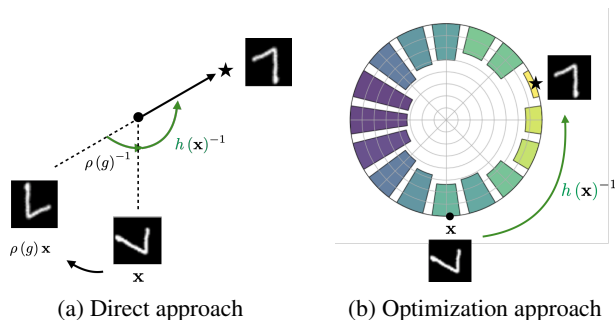 ρ(g)⁻¹
h(x)⁻¹
ρ(g)x
x
(a) Direct approach
h(x)⁻¹
x
(b) Optimization approach